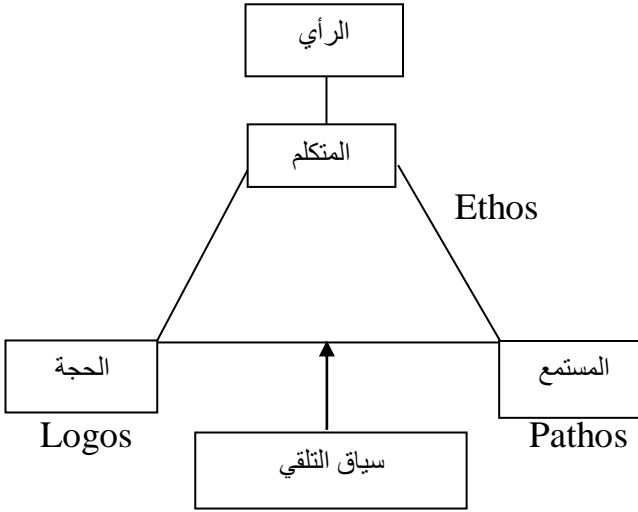 الرأي
المتكلم
Ethos
الحجة
المستمع
Logos
Pathos
سياق التلقي